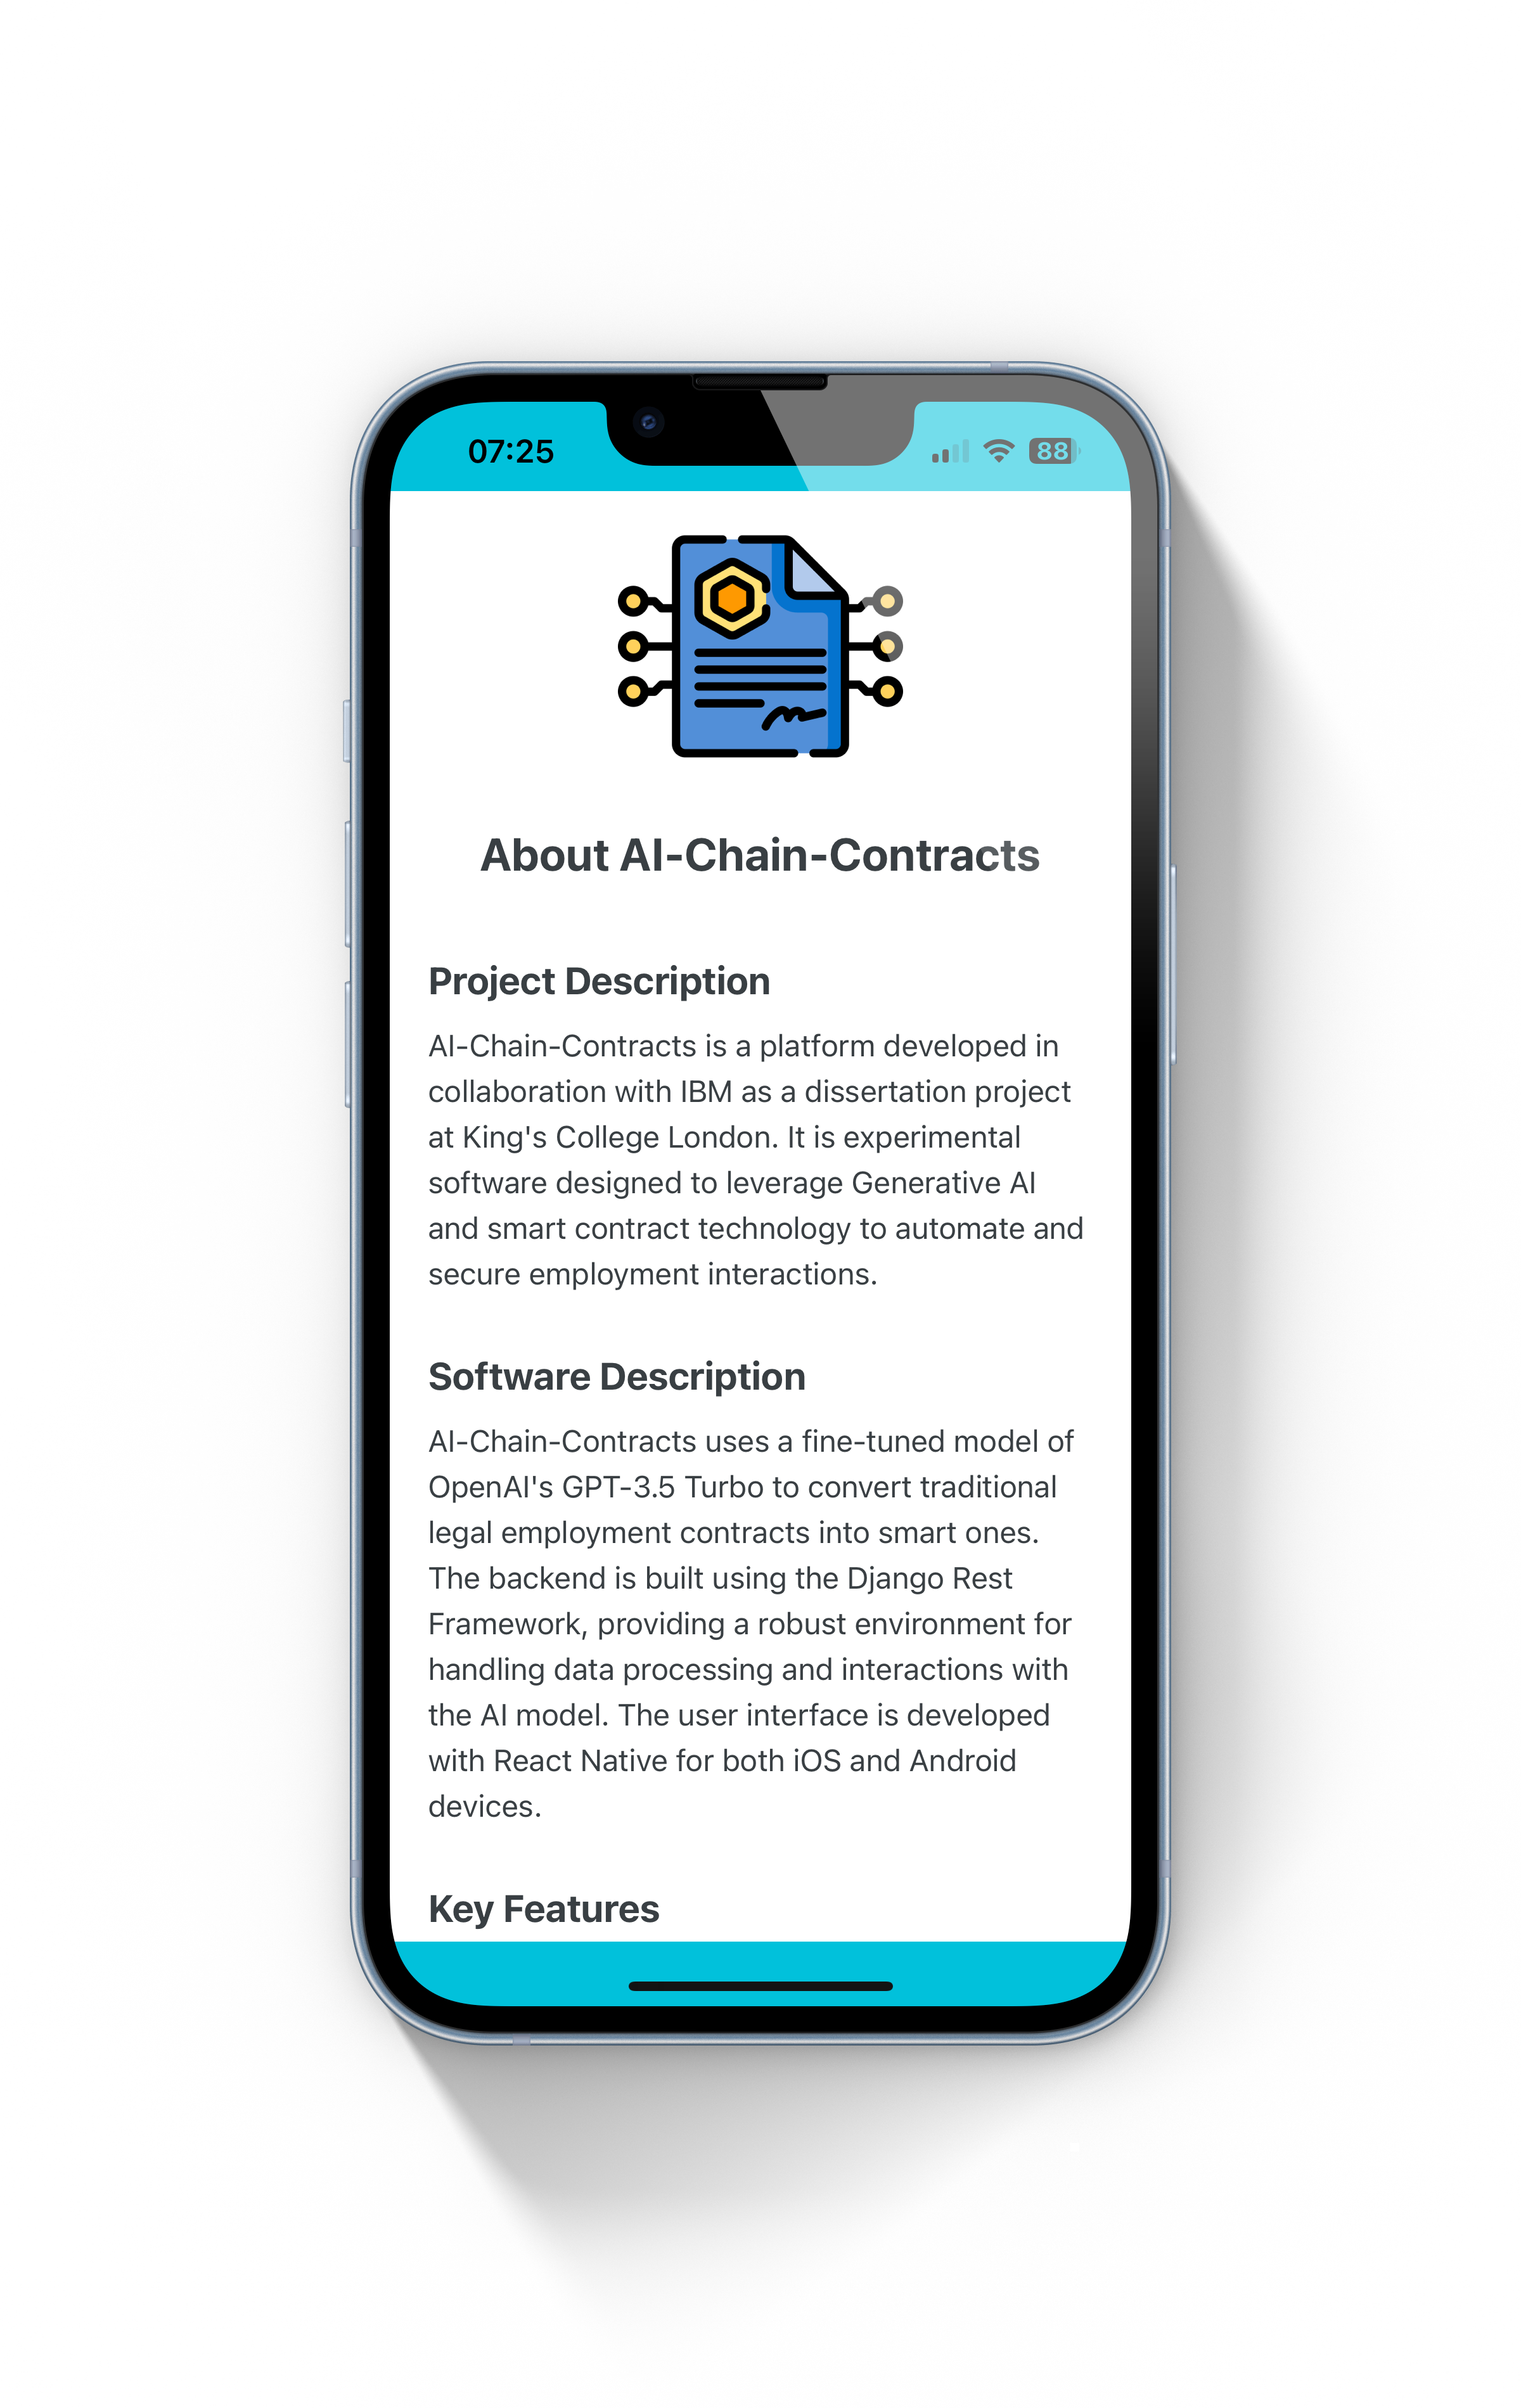 07:25
88
About AI-Chain-Contracts
Project Description
AI-Chain-Contracts is a platform developed in
collaboration with IBM as a dissertation project
at King's College London. It is experimental
software designed to leverage Generative AI
and smart contract technology to automate and
secure employment interactions.
Software Description
AI-Chain-Contracts uses a fine-tuned model of
OpenAI's GPT-3.5 Turbo to convert traditional
legal employment contracts into smart ones.
The backend is built using the Django Rest
Framework, providing a robust environment for
handling data processing and interactions with
the AI model. The user interface is developed
with React Native for both iOS and Android
devices.
Key Features